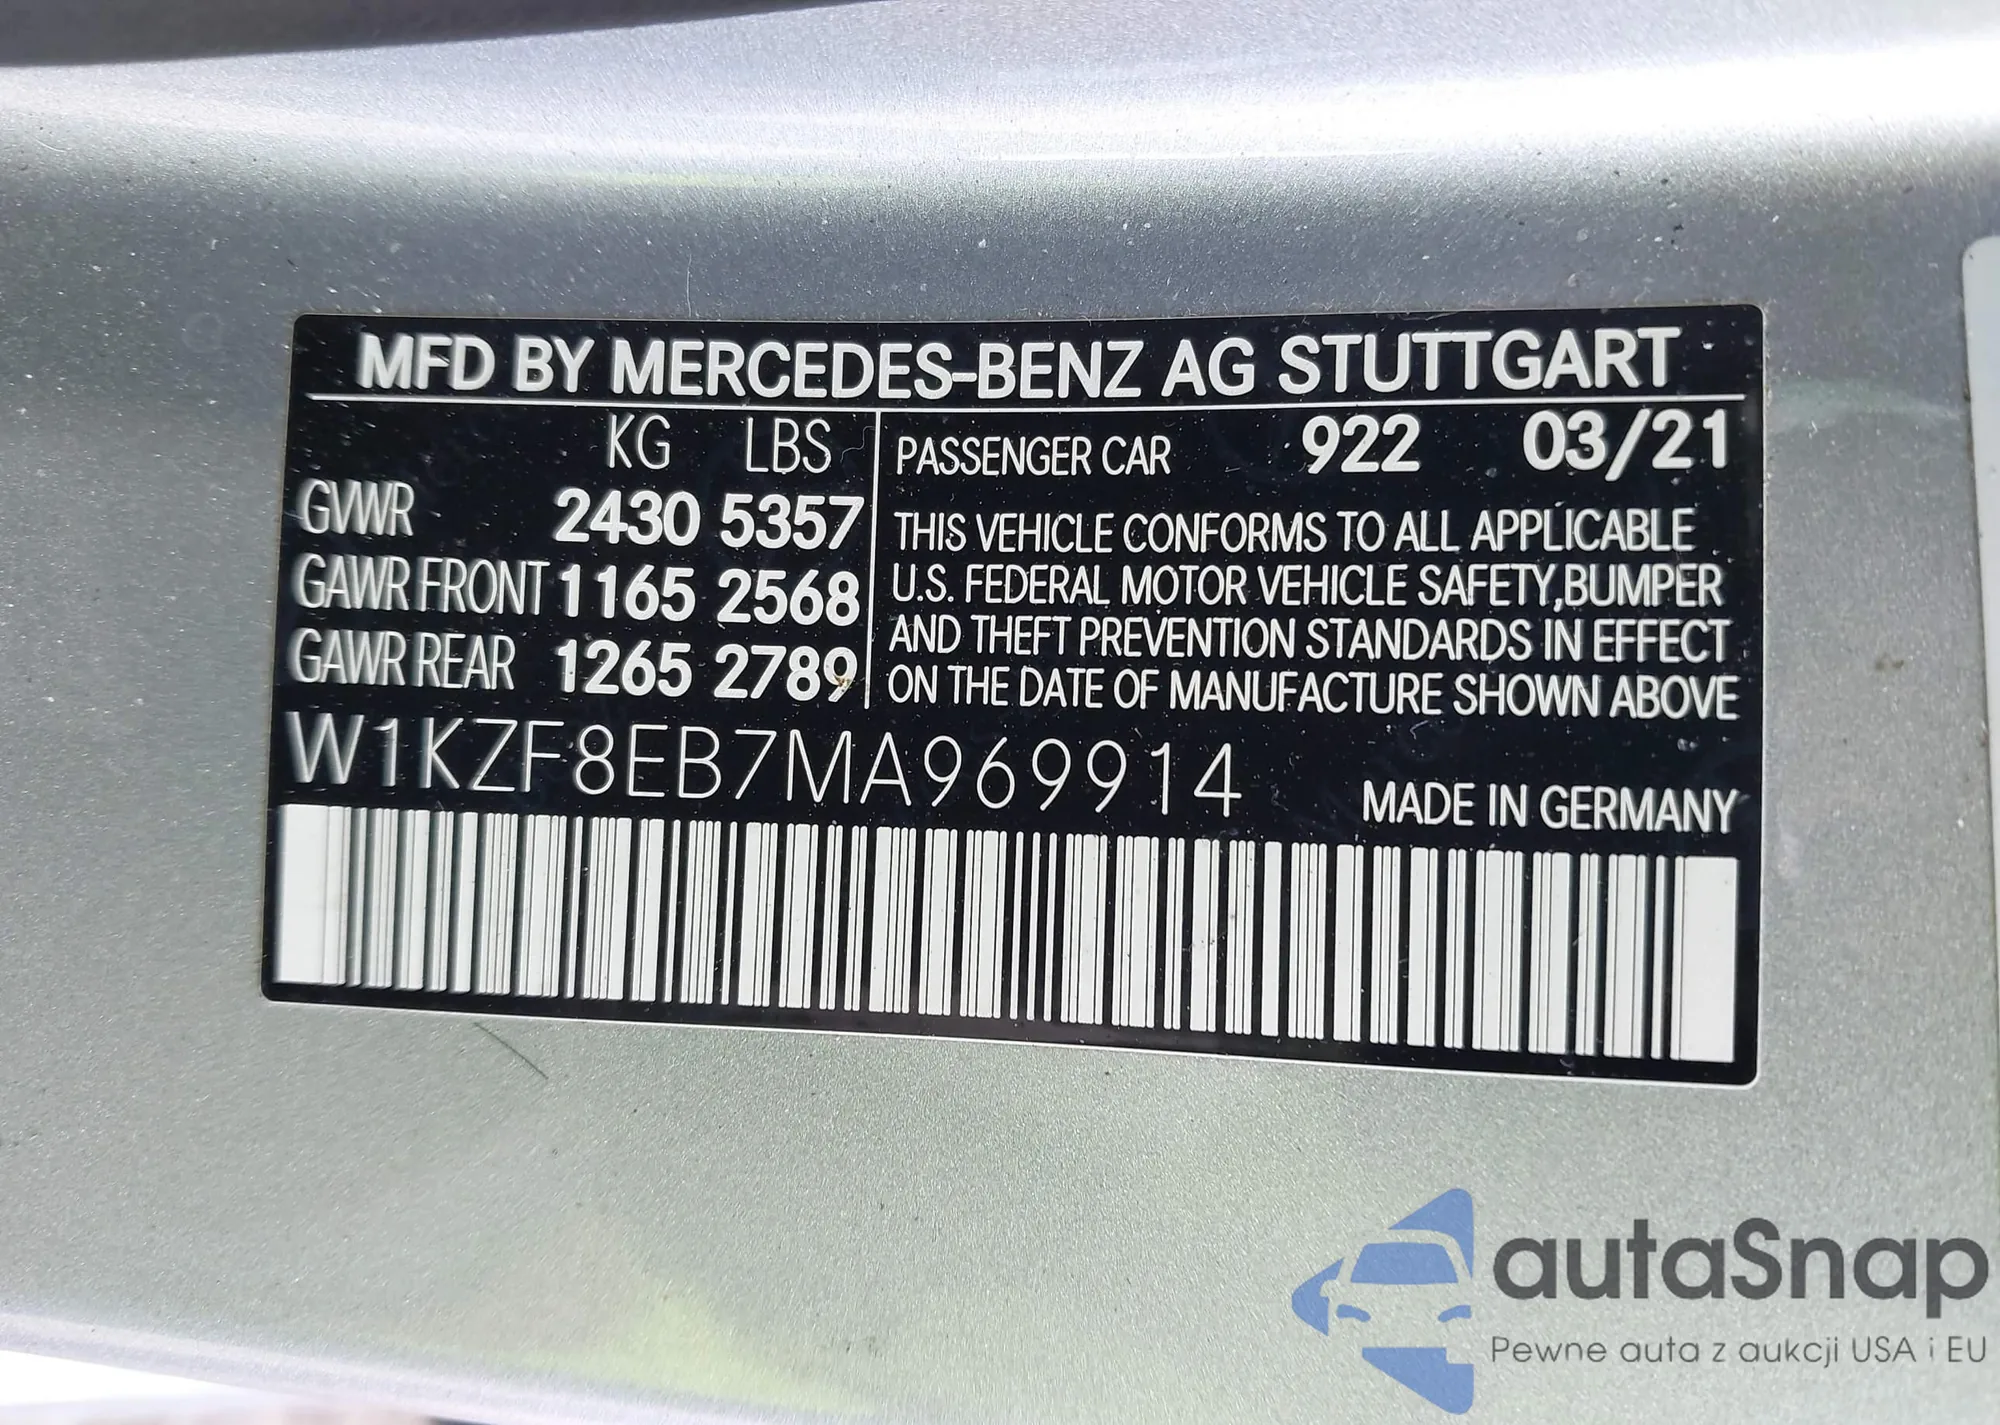 MFD BY MERCEDES-BENZ AG STUTTGART
KG LBS
GVWR 2430 5357
GAWR FRONT 1165 2568
GAWR REAR 1265 2789
PASSENGER CAR 922 03/21
THIS VEHICLE CONFORMS TO ALL APPLICABLE
U.S. FEDERAL MOTOR VEHICLE SAFETY,BUMPER
AND THEFT PREVENTION STANDARDS IN EFFECT
ON THE DATE OF MANUFACTURE SHOWN ABOVE
W1KZF8EB7MA969914
MADE IN GERMANY
autaSnap
Pewne auta z aukcji USA i EU